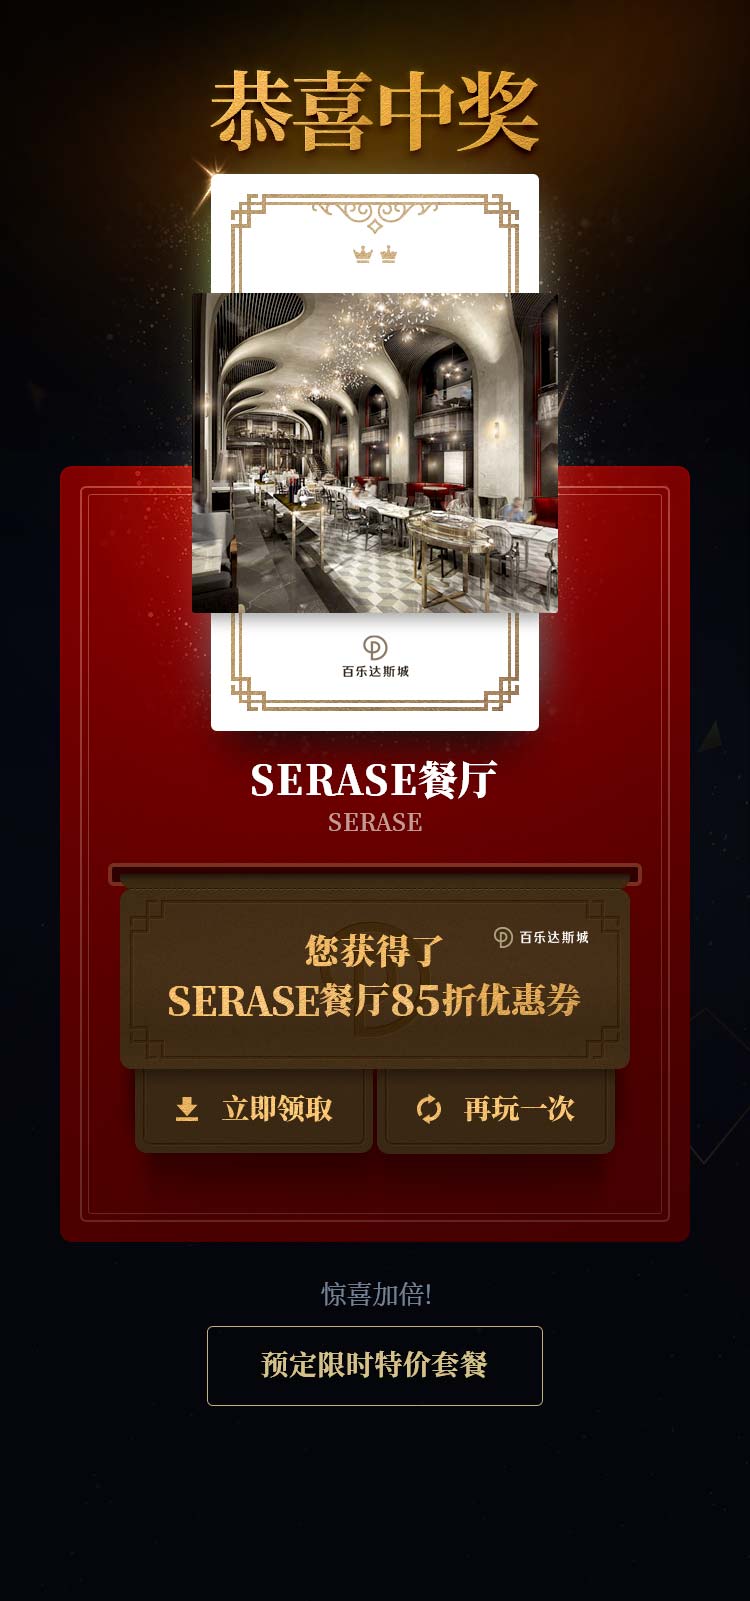 恭喜中奖
百乐达斯城
SERASE餐厅
SERASE
百乐达斯城
您获得了
SERASE餐厅85折优惠券
立即领取
再玩一次
惊喜加倍!
预定限时特价套餐